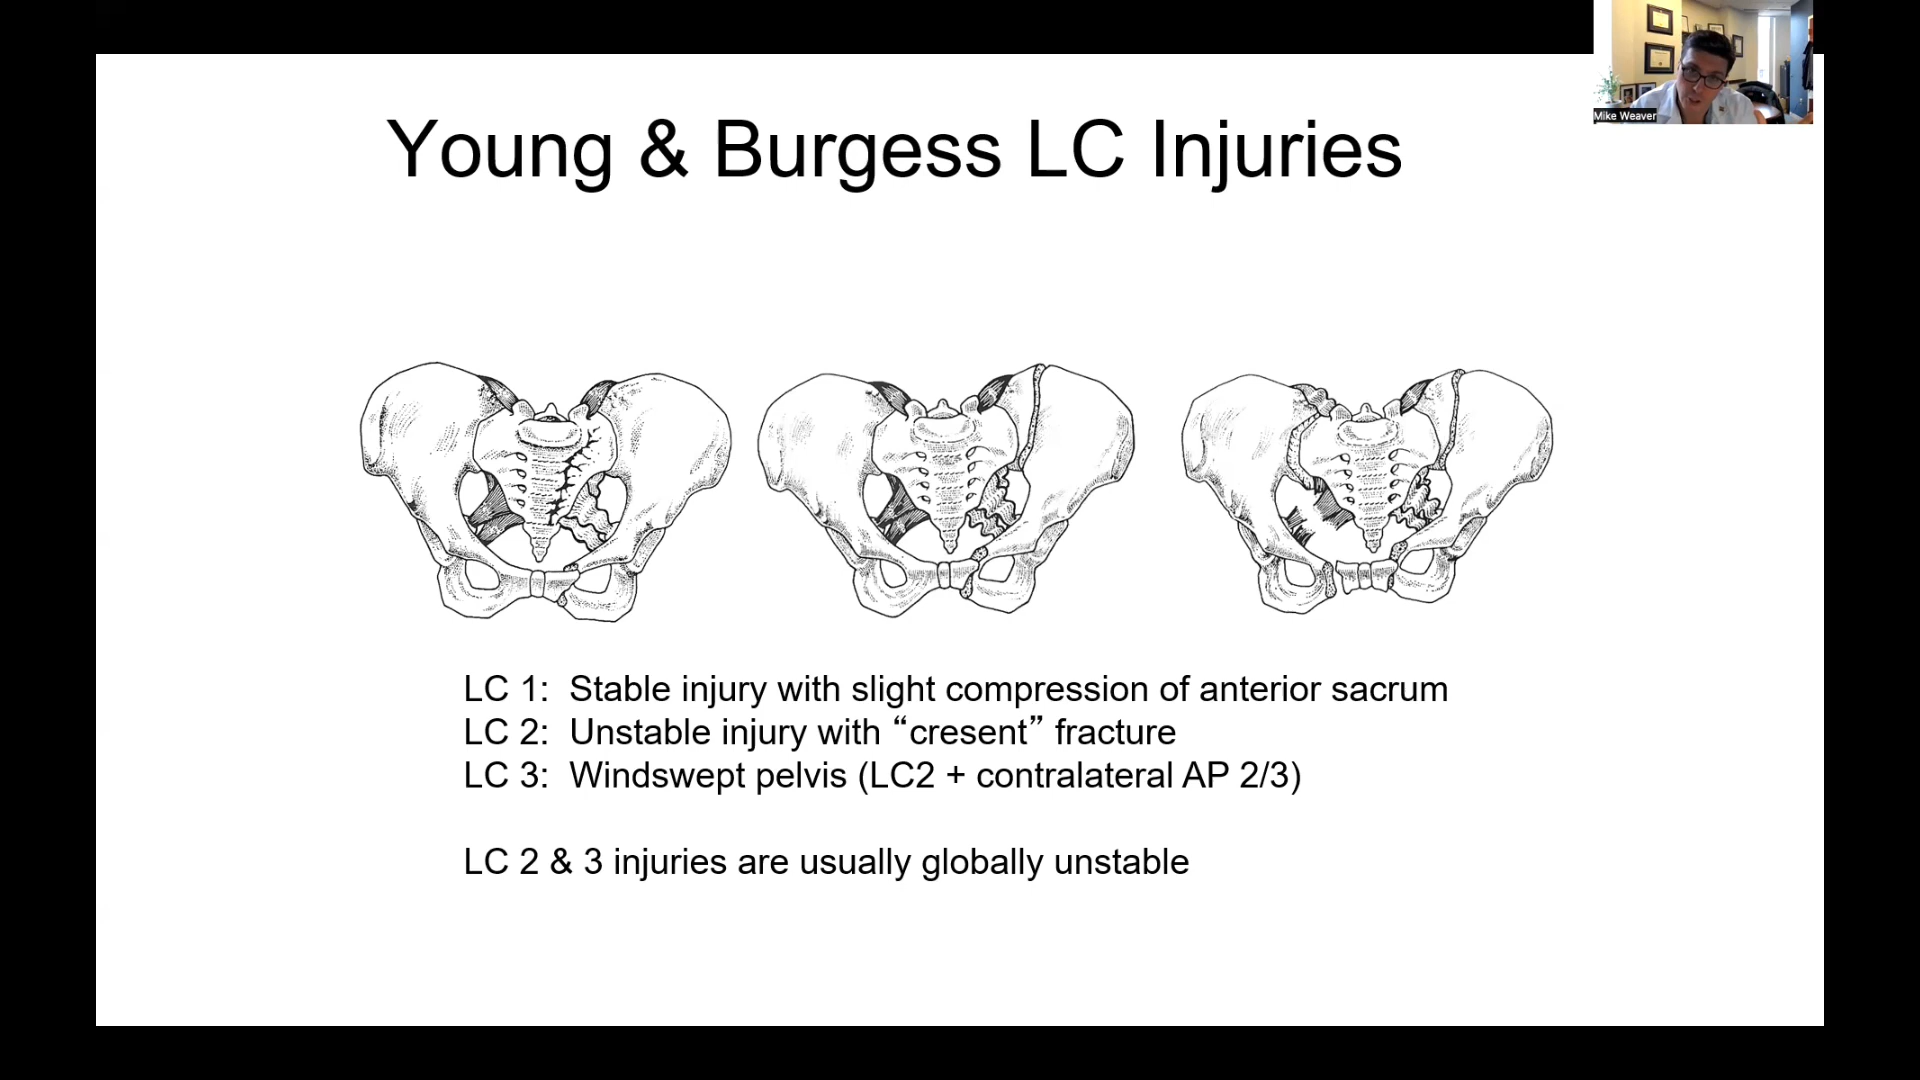 Mike Weaver
Young & Burgess LC Injuries
LC 1: Stable injury with slight compression of anterior sacrum
LC 2: Unstable injury with “cresent” fracture
LC 3: Windswept pelvis (LC2 + contralateral AP 2/3)
LC 2 & 3 injuries are usually globally unstable